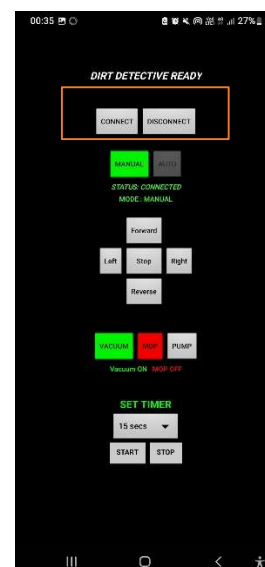 00:35 27%
DIRT DETECTIVE READY
CONNECT DISCONNECT
MANUAL AUTO
STATUS: CONNECTED
MODE: MANUAL
Forward
Left Stop Right
Reverse
VACUUM MOP PUMP
Vacuum ON MOP OFF
SET TIMER
15 secs
START STOP